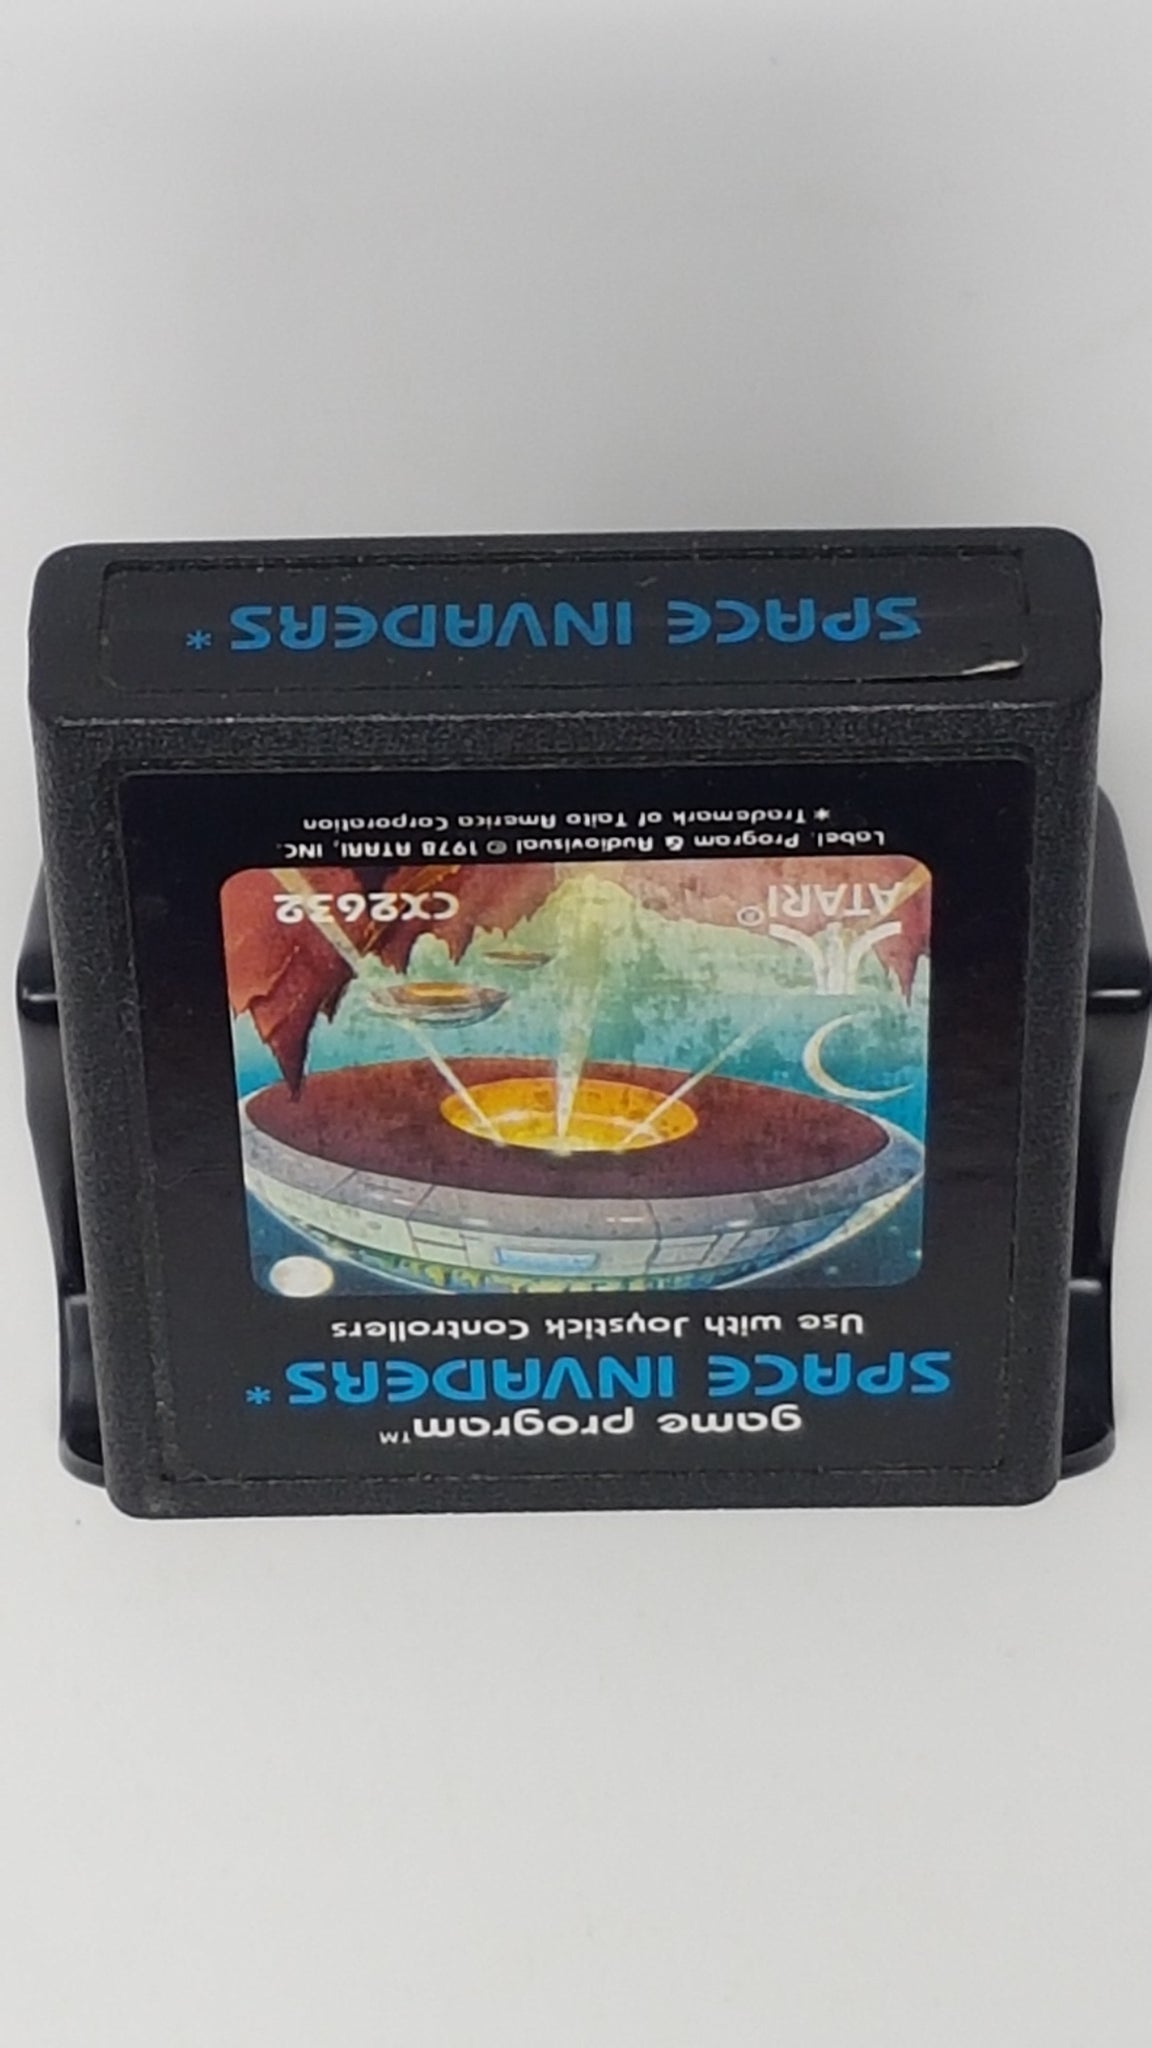 game program™
SPACE INVADERS*
Use with Joystick Controllers
ATARI®
CX2632
Label, Program & Audiovisual © 1978 ATARI, INC.
*Trademark of Taito America Corporation
SPACE INVADERS*